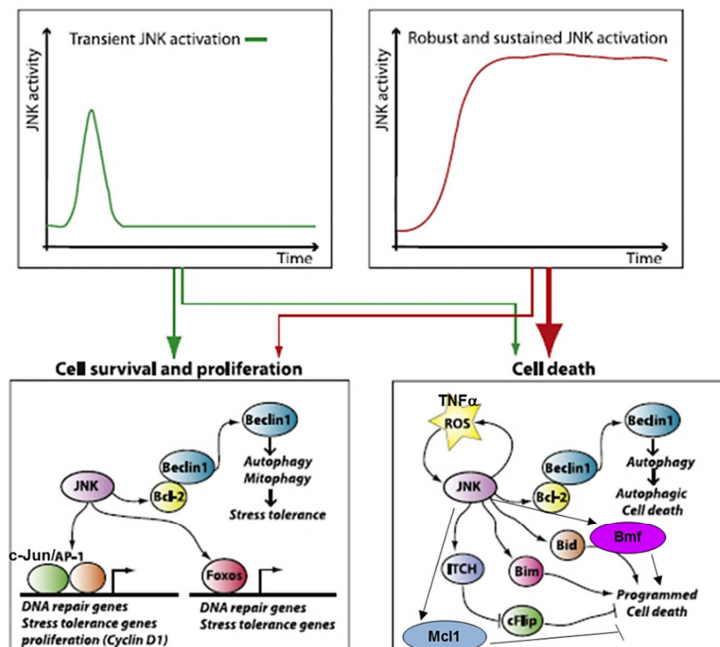 Transient JNK activation
JNK activity
Time
Robust and sustained JNK activation
JNK activity
Time
Cell survival and proliferation
Beclin1
Beclin1
Bcl-2
JNK
Autophagy
Mitophagy
Stress tolerance
c-Jun/AP-1
Foxos
DNA repair genes
Stress tolerance genes
proliferation (Cyclin D1)
DNA repair genes
Stress tolerance genes
Cell death
TNFα
ROS
Beclin1
Beclin1
Bcl-2
JNK
Autophagy
Autophagic
Cell death
Bid
Bmf
ITCH
Bim
Programmed
Cell death
cFlip
Mcl1